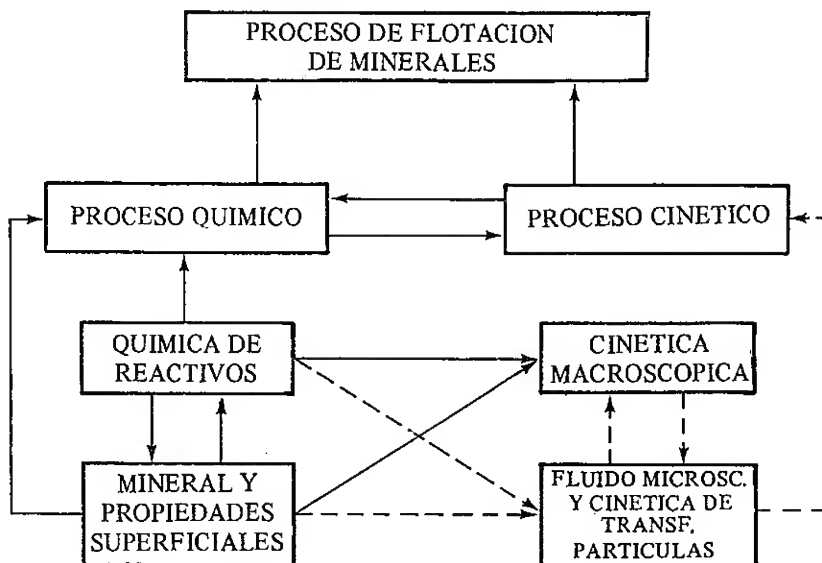 PROCESO DE FLOTACION
DE MINERALES
PROCESO QUIMICO
PROCESO CINETICO
QUIMICA DE
REACTIVOS
CINETICA
MACROSCOPICA
MINERAL Y
PROPIEDADES
SUPERFICIALES
FLUIDO MICROSC.
Y CINETICA DE
TRANSF.
PARTICULAS